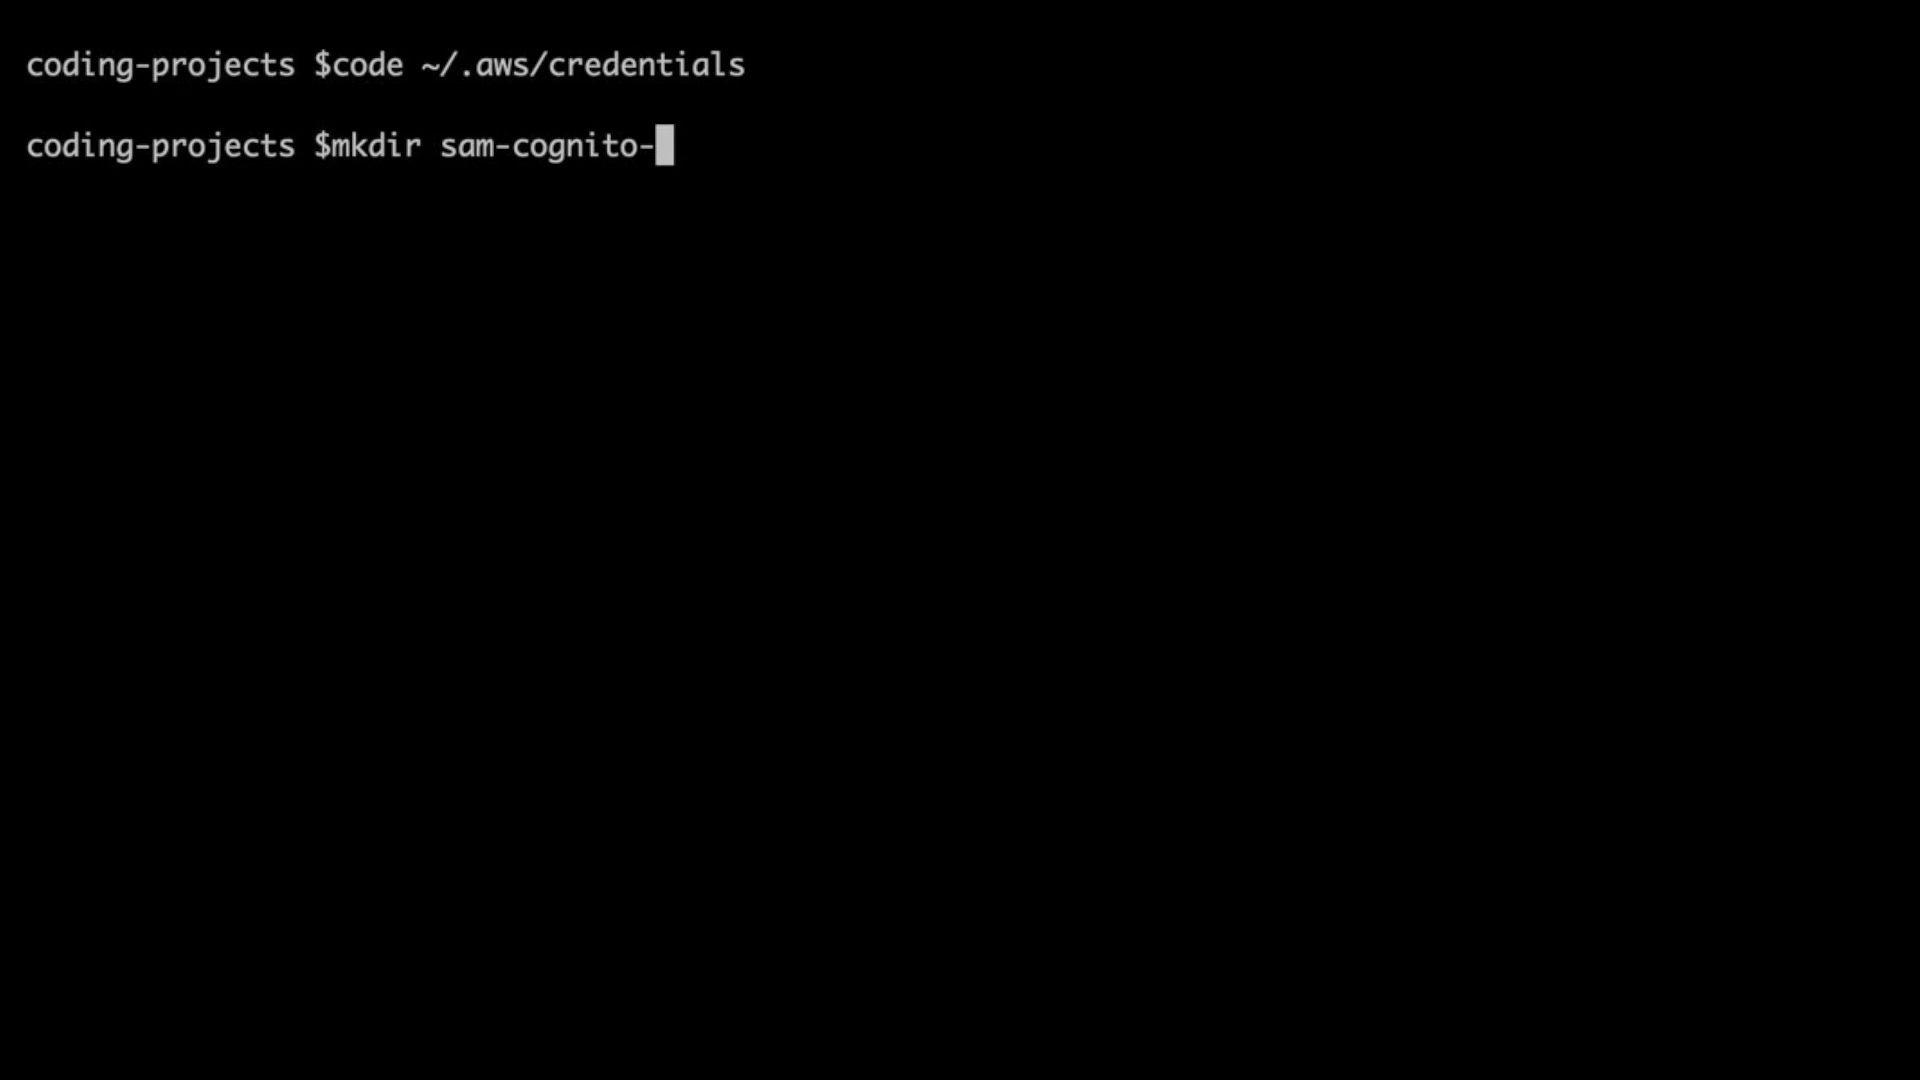 coding-projects $code ~/.aws/credentials
coding-projects $mkdir sam-cognito-